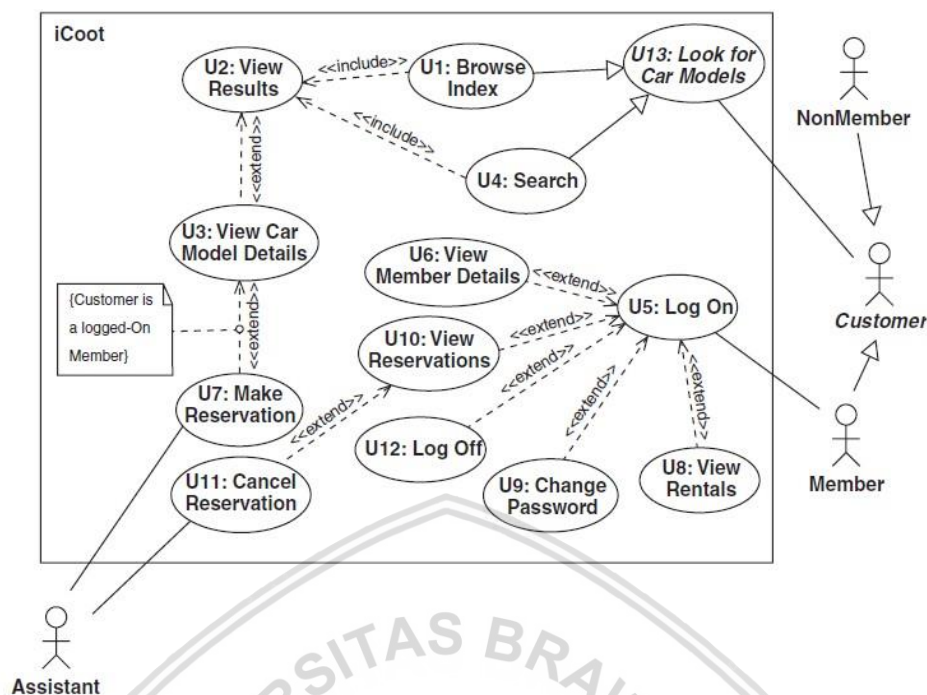 iCoot
U2: View
Results
<<include>>
U1: Browse
Index
U13: Look for
Car Models
NonMember
<<include>>
<<extend>>
U4: Search
U3: View Car
Model Details
U6: View
Member Details
<<extend>>
U5: Log On
Customer
{Customer is
a logged-On
Member}
<<extend>>
U10: View
Reservations
<<extend>>
<<extend>>
U7: Make
Reservation
<<extend>>
U12: Log Off
<<extend>>
<<extend>>
U11: Cancel
Reservation
U9: Change
Password
U8: View
Rentals
Member
Assistant
RSITAS BRAW